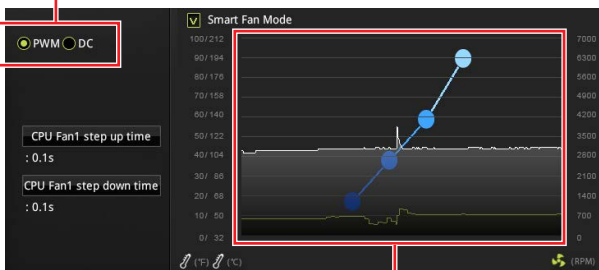 Smart Fan Mode
PWM DC
CPU Fan1 step up time
: 0.1s
CPU Fan1 step down time
: 0.1s
100/212 7000
90/194 6300
80/176 5600
70/158 4900
60/140 4200
50/122 3500
40/104 2800
30/ 86 2100
20/ 68 1400
10/ 50 700
0/ 32 0
(°F) (°C) (RPM)